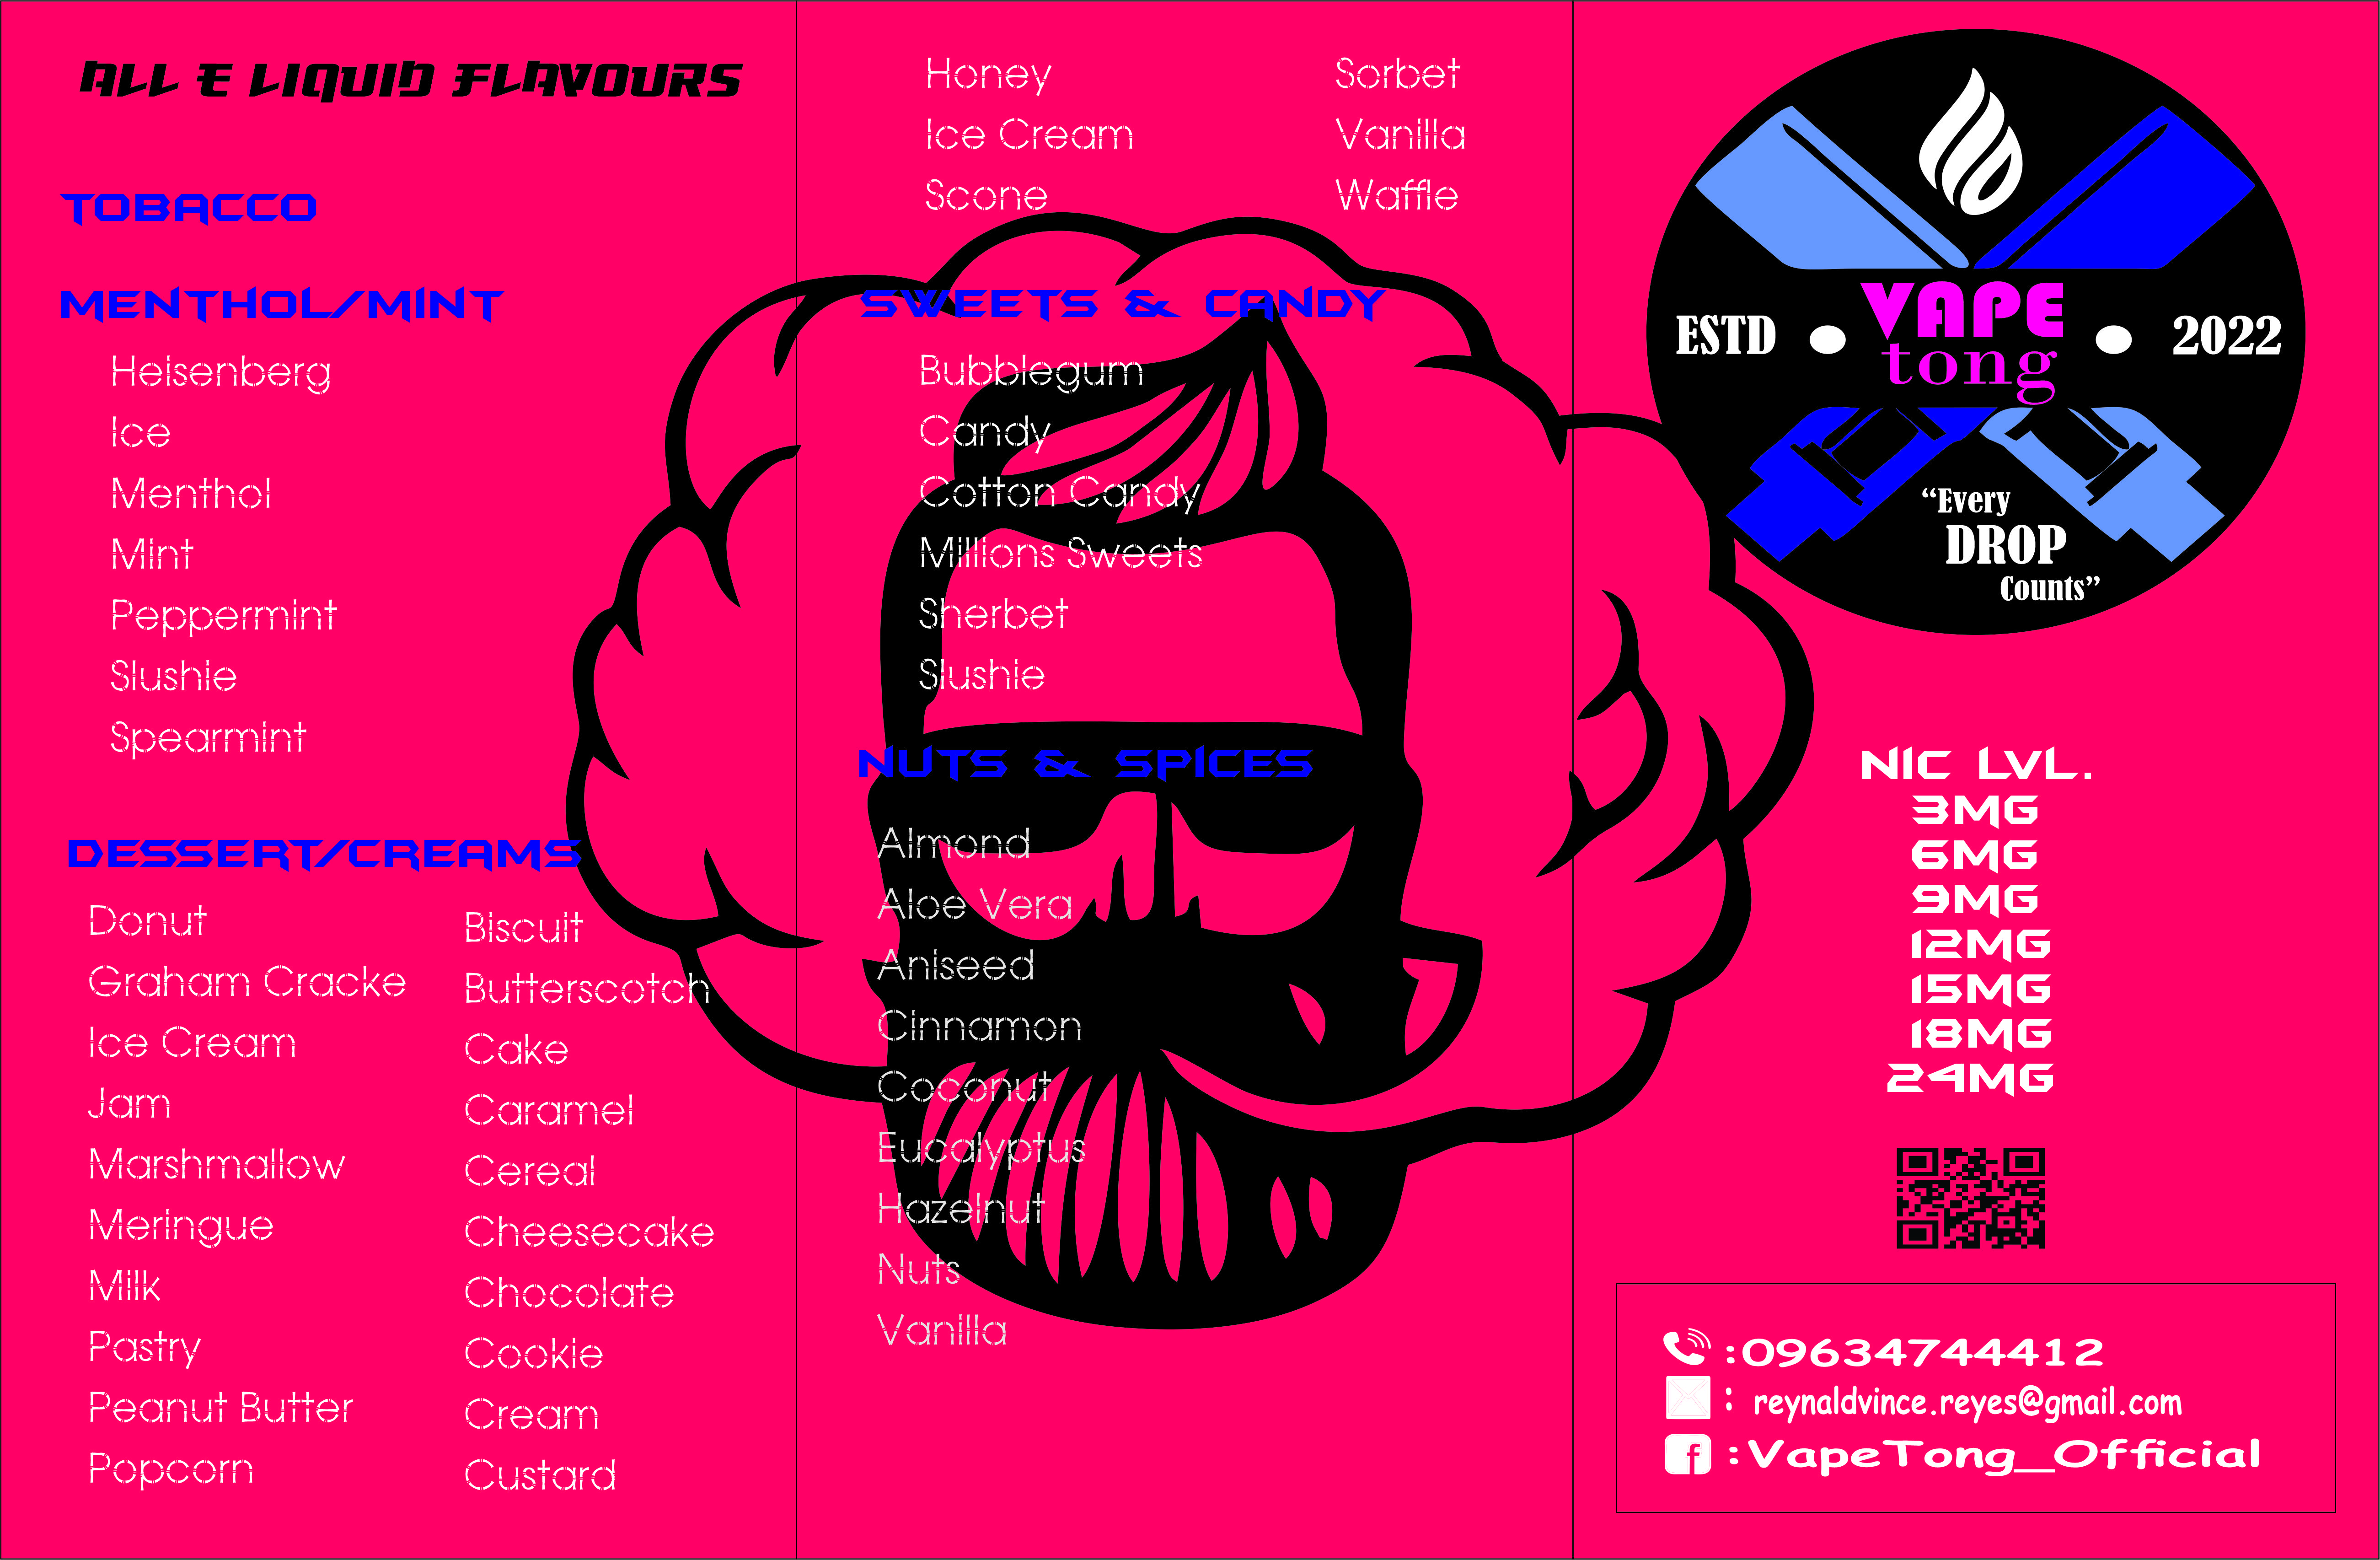 ALL E LIQUID FLAVOURS
TOBACCO
MENTHOL/MINT
Heisenberg
Ice
Menthol
Mint
Peppermint
Slushie
Spearmint
DESSERT/CREAMS
Donut
Graham Cracke
Ice Cream
Jam
Marshmallow
Meringue
Milk
Pastry
Peanut Butter
Popcorn
Biscuit
Butterscotch
Cake
Caramel
Cereal
Cheesecake
Chocolate
Cookie
Cream
Custard
Honey
Ice Cream
Scone
Sorbet
Vanilla
Waffle
SWEETS & CANDY
Bubblegum
Candy
Cotton Candy
Millions Sweets
Sherbet
Slushie
NUTS & SPICES
Almond
Aloe Vera
Aniseed
Cinnamon
Coconut
Eucalyptus
Hazelnut
Nuts
Vanilla
VAPE
ESTD 2022
tong
“Every
DROP
Counts”
NIC LVL.
3MG
6MG
9MG
12MG
15MG
18MG
24MG
:09634744412
: reynaldvince.reyes@gmail.com
f :VapeTong_Official